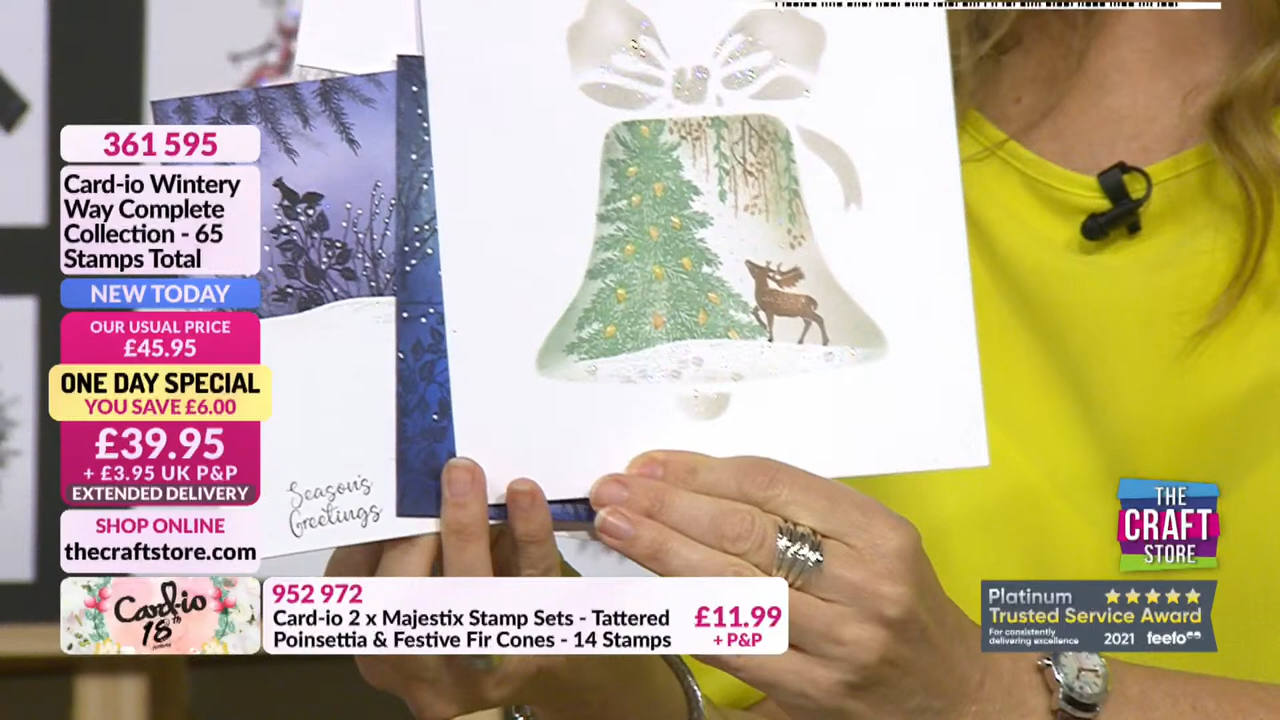 361 595
Card-io Wintery
Way Complete
Collection - 65
Stamps Total
NEW TODAY
OUR USUAL PRICE
£45.95
ONE DAY SPECIAL
YOU SAVE £6.00
£39.95
+ £3.95 UK P&P
EXTENDED DELIVERY
SHOP ONLINE
thecraftstore.com
Season's
Greetings
Card-io
18th
952 972
Card-io 2 x Majestix Stamp Sets - Tattered
Poinsettia & Festive Fir Cones - 14 Stamps
£11.99
+ P&P
THE
CRAFT
STORE
Platinum
Trusted Service Award
For consistently
delivering excellence
2021 feefo